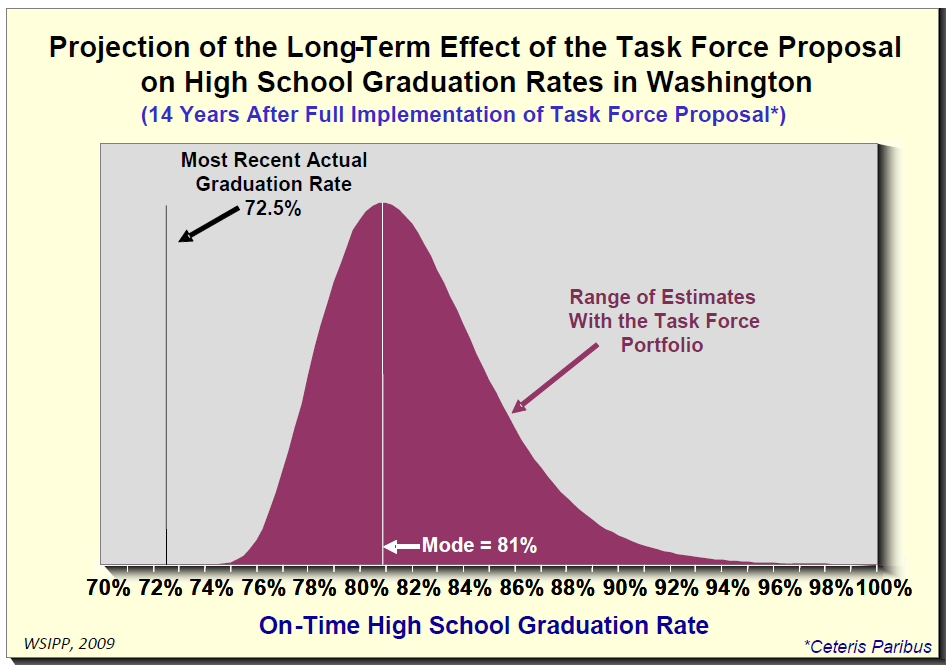 Projection of the Long-Term Effect of the Task Force Proposal
on High School Graduation Rates in Washington
(14 Years After Full Implementation of Task Force Proposal*)
Most Recent Actual
Graduation Rate
72.5%
Range of Estimates
With the Task Force
Portfolio
Mode = 81%
70% 72% 74% 76% 78% 80% 82% 84% 86% 88% 90% 92% 94% 96% 98% 100%
On-Time High School Graduation Rate
WSIPP, 2009
*Ceteris Paribus